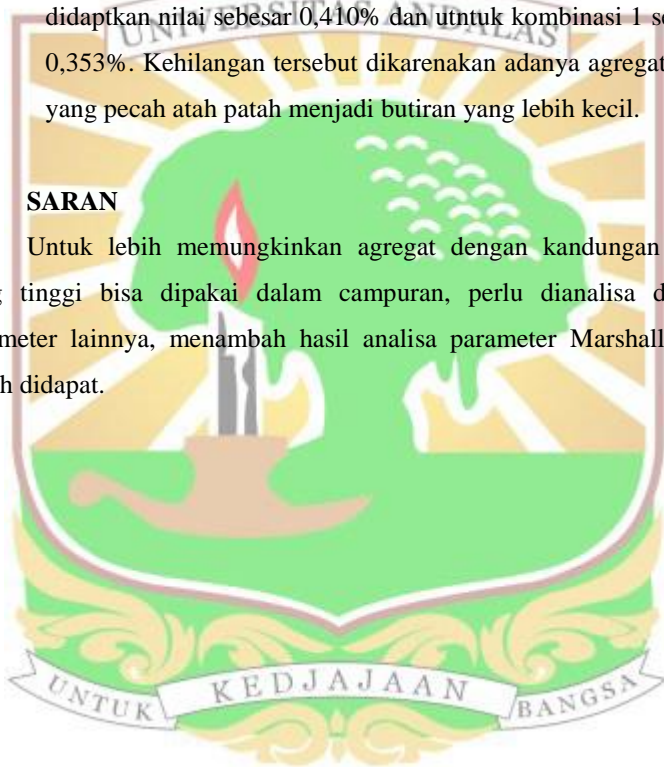 didaptkan nilai sebesar 0,410% dan utntuk kombinasi 1
UNIVERSITAS ANDALAS
0,353%. Kehilangan tersebut dikarenakan adanya agregat
yang pecah atah patah menjadi butiran yang lebih kecil.
SARAN
Untuk lebih memungkinkan agregat dengan kandungan
tinggi bisa dipakai dalam campuran, perlu dianalisa
lainnya, menambah hasil analisa parameter Marshall
didapat.
UNTUK KEDJAJAAN BANGSA